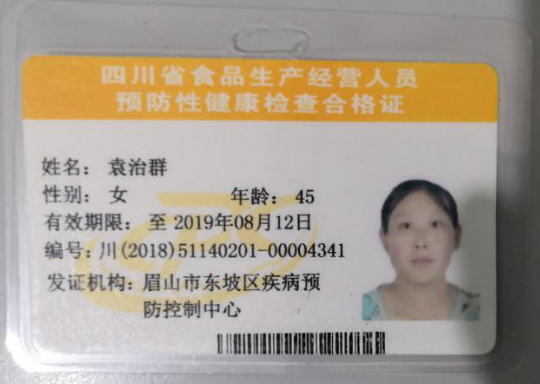 四川省食品生产经营人员
预防性健康检查合格证
姓名： 袁治群
性别： 女 年龄： 45
有效期限： 至 2019年08月12日
编号：川(2018)51140201-00004341
发证机构：眉山市东坡区疾病预
防控制中心